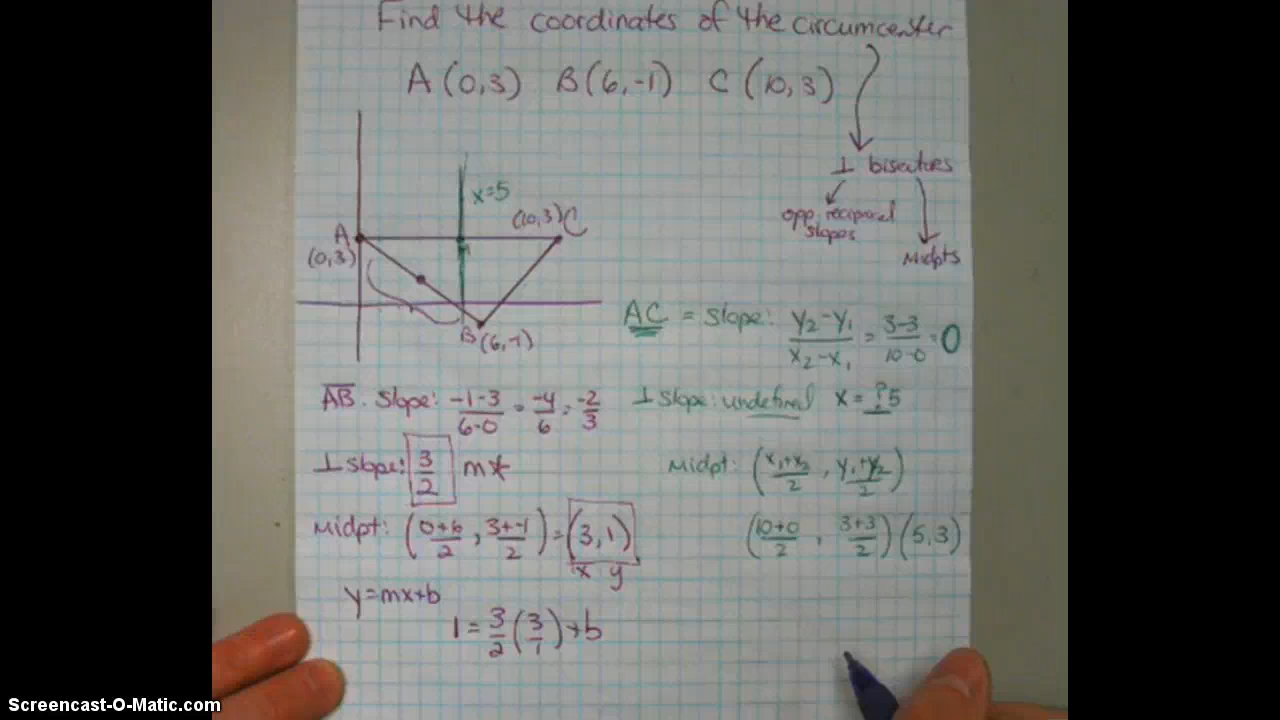 Find the coordinates of the circumcenter
A (0,3) B(6,-1) C (10,3)
⊥ bisectors
opp. reciprocal
slopes
Midpts
x=5
(10,3) C
A
(0,3)
B (6,-1)
AC = slope: y₂-y₁/x₂-x₁ = 3-3/10-0 = 0
⊥ slope: undefined x = ? 5
Midpt: (x₁+x₂/2 , y₁+y₂/2)
(10+0/2 , 3+3/2) (5,3)
AB. slope: -1-3/6-0 = -4/6 = -2/3
⊥ slope: 3/2 m*
Midpt: (0+6/2 , 3+-1/2) = (3,1)
x y
y=mx+b
1 = 3/2 (3/1) + b
Screencast-O-Matic.com